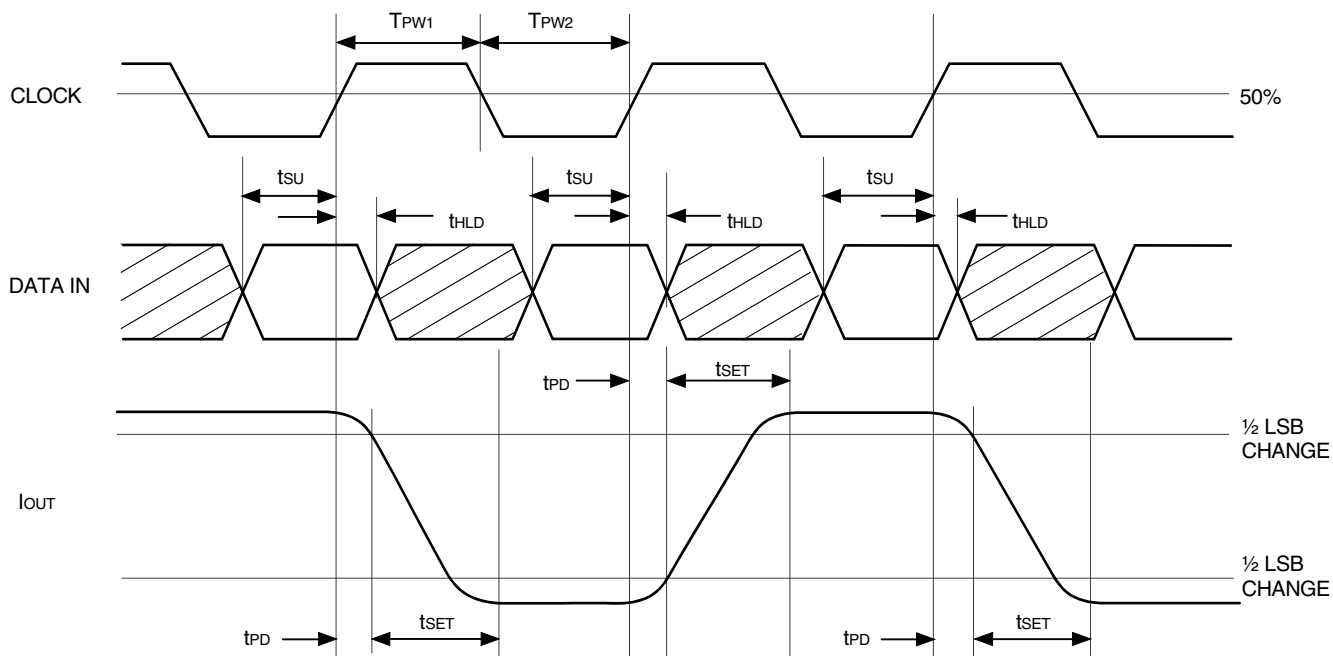 TPW1 TPW2
CLOCK 50%
tSU tSU tSU
tHLD tHLD tHLD
DATA IN
tPD tSET
½ LSB
CHANGE
IOUT
½ LSB
CHANGE
tPD tSET tPD tSET